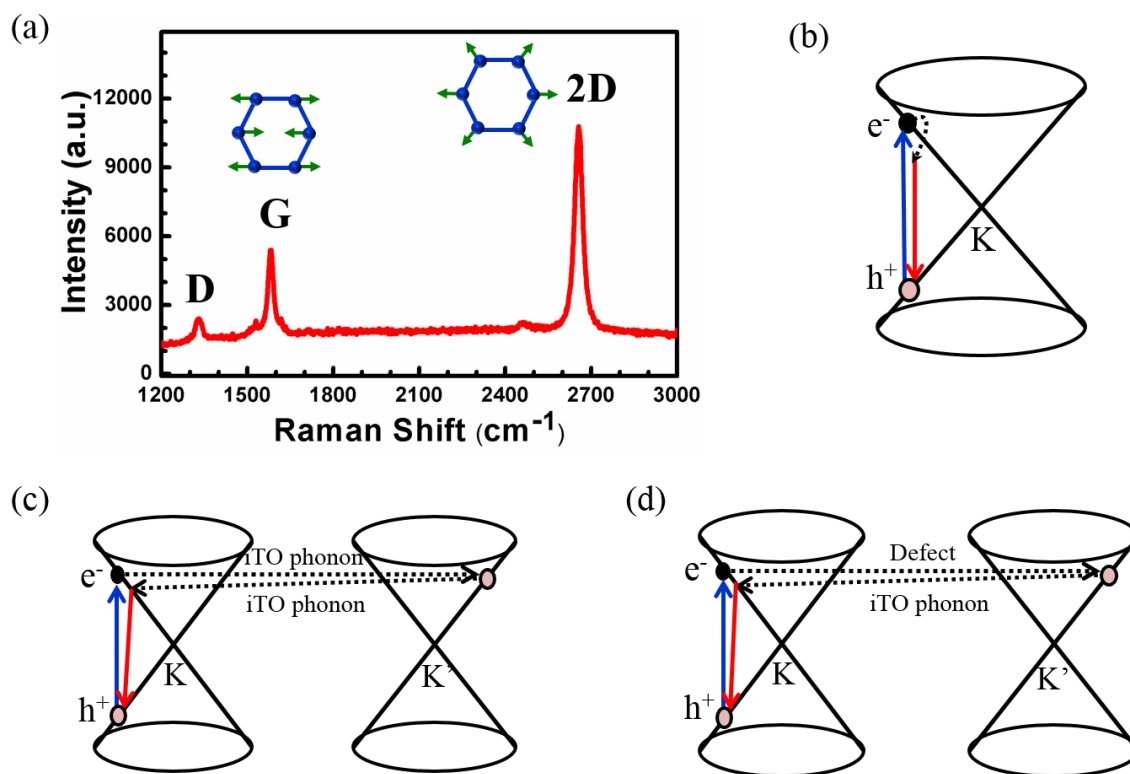 (a)
Intensity (a.u.)
12000
9000
6000
3000
0
D
G
2D
1200 1500 1800 2100 2400 2700 3000
Raman Shift (cm⁻¹)
(b)
e⁻
K
h⁺
(c)
iTO phonon
e⁻
iTO phonon
K
K'
h⁺
(d)
Defect
e⁻
iTO phonon
K
K'
h⁺